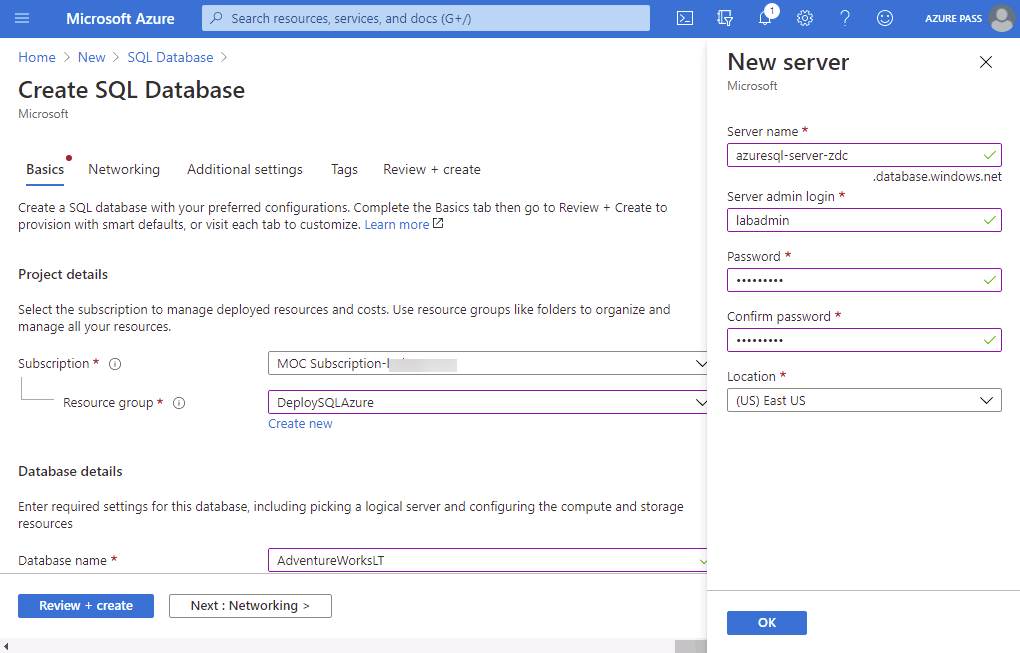 Microsoft Azure
Search resources, services, and docs (G+/)
1
AZURE PASS
Home > New > SQL Database >
Create SQL Database
Microsoft
Basics
Networking
Additional settings
Tags
Review + create
Create a SQL database with your preferred configurations. Complete the Basics tab then go to Review + Create to
provision with smart defaults, or visit each tab to customize. Learn more
Project details
Select the subscription to manage deployed resources and costs. Use resource groups like folders to organize and
manage all your resources.
Subscription *
MOC Subscription-
Resource group *
DeploySQLAzure
Create new
Database details
Enter required settings for this database, including picking a logical server and configuring the compute and storage
resources
Database name *
AdventureWorksLT
Review + create
Next : Networking >
New server
Microsoft
Server name *
azuresql-server-zdc
.database.windows.net
Server admin login *
labadmin
Password *
•••••••••
Confirm password *
•••••••••
Location *
(US) East US
OK